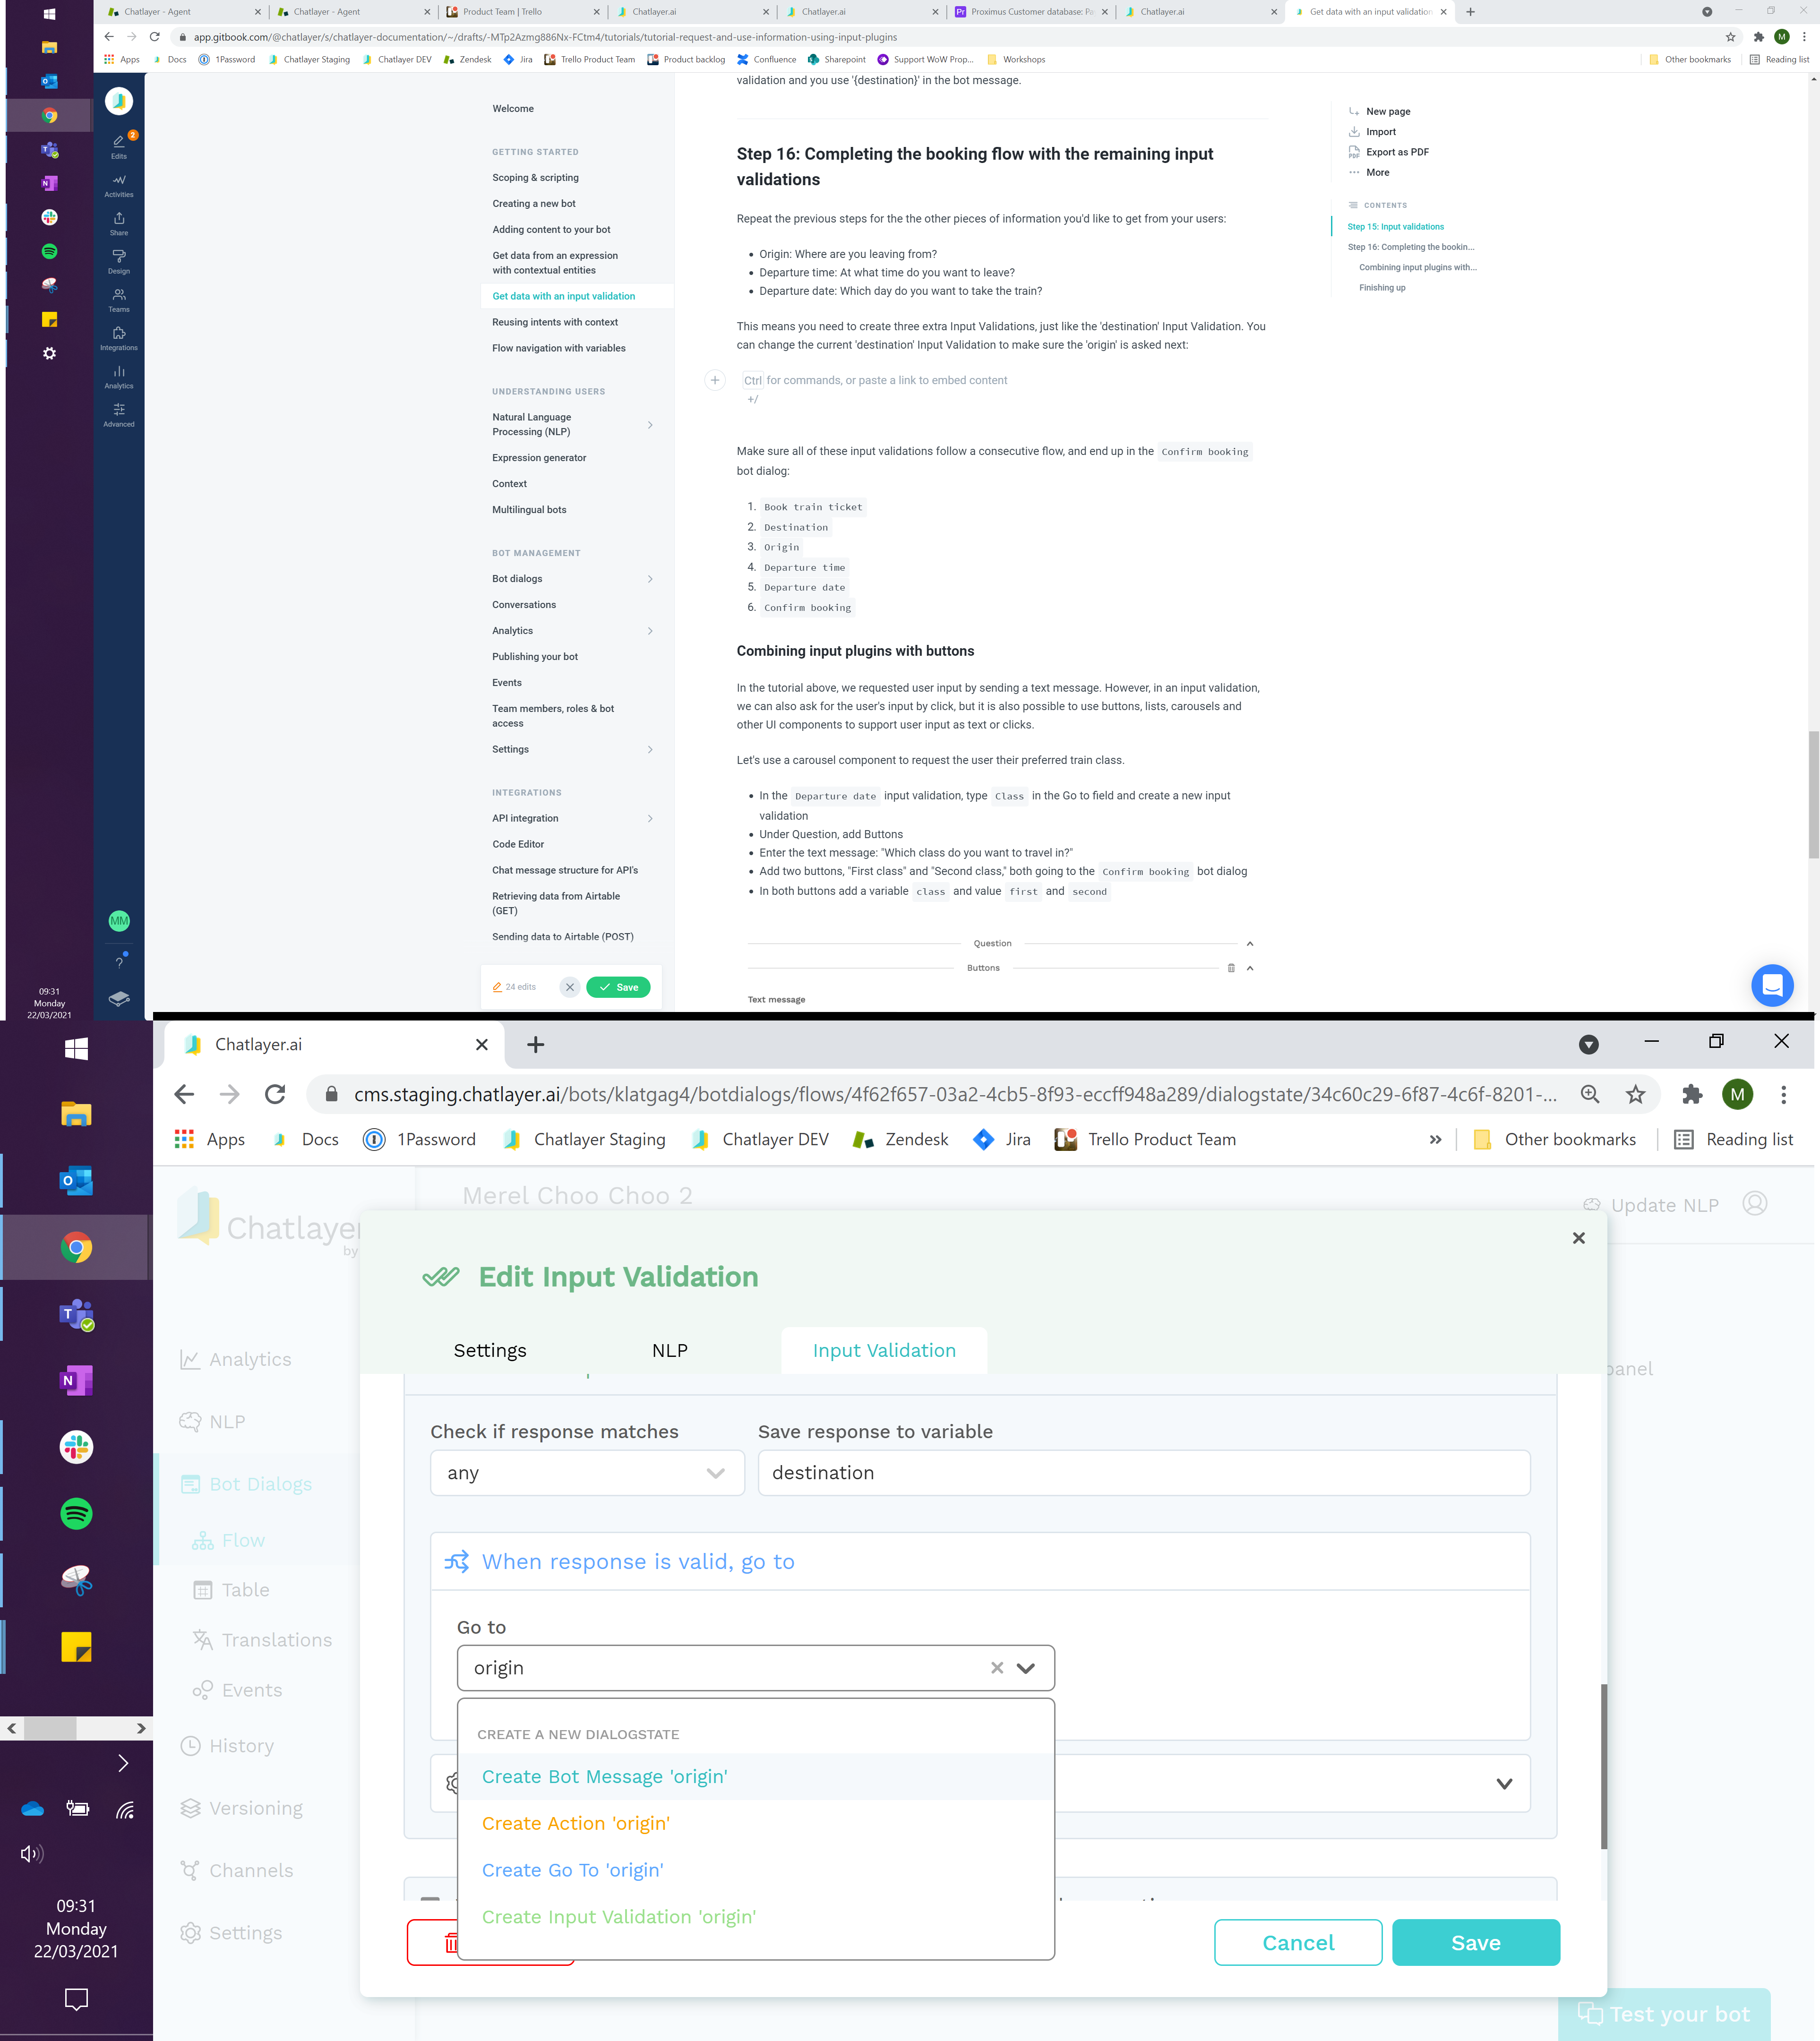 Chatlayer - Agent
Chatlayer - Agent
Product Team | Trello
Chatlayer.ai
Chatlayer.ai
Proximus Customer database: Pa
Chatlayer.ai
Get data with an input validation
app.gitbook.com/@chatlayer/s/chatlayer-documentation/~/drafts/-MTp2Azmg886Nx-FCtm4/tutorials/tutorial-request-and-use-information-using-input-plugins
M
Apps
Docs
1Password
Chatlayer Staging
Chatlayer DEV
Zendesk
Jira
Trello Product Team
Product backlog
Confluence
Sharepoint
Support WoW Prop...
Workshops
Other bookmarks
Reading list
2
Edits
Activities
Share
Design
Teams
Integrations
Analytics
Advanced
MM
?
09:31
Monday
22/03/2021
Welcome
GETTING STARTED
Scoping & scripting
Creating a new bot
Adding content to your bot
Get data from an expression
with contextual entities
Get data with an input validation
Reusing intents with context
Flow navigation with variables
UNDERSTANDING USERS
Natural Language
Processing (NLP)
Expression generator
Context
Multilingual bots
BOT MANAGEMENT
Bot dialogs
Conversations
Analytics
Publishing your bot
Events
Team members, roles & bot
access
Settings
INTEGRATIONS
API integration
Code Editor
Chat message structure for API's
Retrieving data from Airtable
(GET)
Sending data to Airtable (POST)
24 edits
Save
validation and you use '{destination}' in the bot message.
Step 16: Completing the booking flow with the remaining input
validations
Repeat the previous steps for the the other pieces of information you'd like to get from your users:
• Origin: Where are you leaving from?
• Departure time: At what time do you want to leave?
• Departure date: Which day do you want to take the train?
This means you need to create three extra Input Validations, just like the 'destination' Input Validation. You
can change the current 'destination' Input Validation to make sure the 'origin' is asked next:
Ctrl for commands, or paste a link to embed content
+/
Make sure all of these input validations follow a consecutive flow, and end up in the Confirm booking
bot dialog:
1. Book train ticket
2. Destination
3. Origin
4. Departure time
5. Departure date
6. Confirm booking
Combining input plugins with buttons
In the tutorial above, we requested user input by sending a text message. However, in an input validation,
we can also ask for the user's input by click, but it is also possible to use buttons, lists, carousels and
other UI components to support user input as text or clicks.
Let's use a carousel component to request the user their preferred train class.
• In the Departure date input validation, type Class in the Go to field and create a new input
validation
• Under Question, add Buttons
• Enter the text message: "Which class do you want to travel in?"
• Add two buttons, "First class" and "Second class," both going to the Confirm booking bot dialog
• In both buttons add a variable class and value first and second
Question
Buttons
Text message
New page
Import
PDF Export as PDF
More
CONTENTS
Step 15: Input validations
Step 16: Completing the bookin...
Combining input plugins with...
Finishing up
Chatlayer.ai
cms.staging.chatlayer.ai/bots/klatgag4/botdialogs/flows/4f62f657-03a2-4cb5-8f93-eccff948a289/dialogstate/34c60c29-6f87-4c6f-8201-...
M
Apps
Docs
1Password
Chatlayer Staging
Chatlayer DEV
Zendesk
Jira
Trello Product Team
»
Other bookmarks
Reading list
Chatlayer
by
Merel Choo Choo 2
Update NLP
Analytics
NLP
Bot Dialogs
Flow
Table
Translations
Events
History
Versioning
Channels
Settings
Edit Input Validation
Settings
NLP
Input Validation
Check if response matches
any
Save response to variable
destination
When response is valid, go to
Go to
origin
CREATE A NEW DIALOGSTATE
Create Bot Message 'origin'
Create Action 'origin'
Create Go To 'origin'
Create Input Validation 'origin'
Cancel
Save
Test your bot
09:31
Monday
22/03/2021